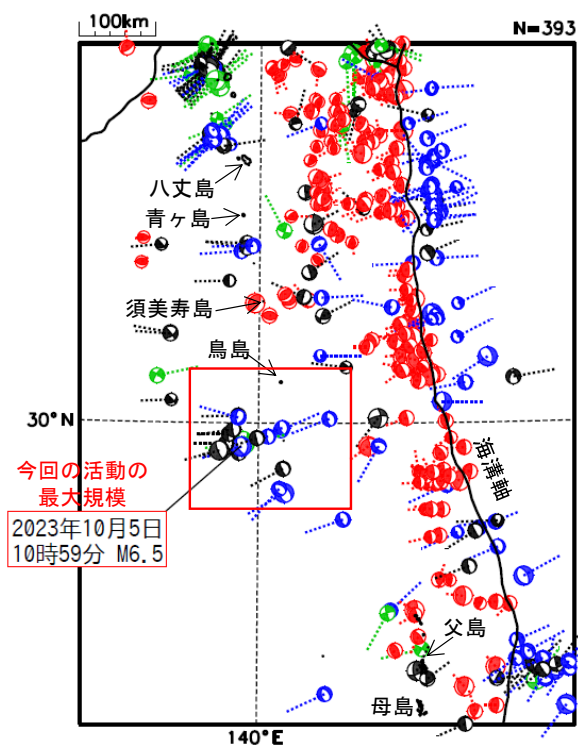 100km
N=393
八丈島
青ヶ島
須美寿島
鳥島
30°N
海溝軸
今回の活動の
最大規模
2023年10月5日
10時59分 M6.5
父島
母島
140°E